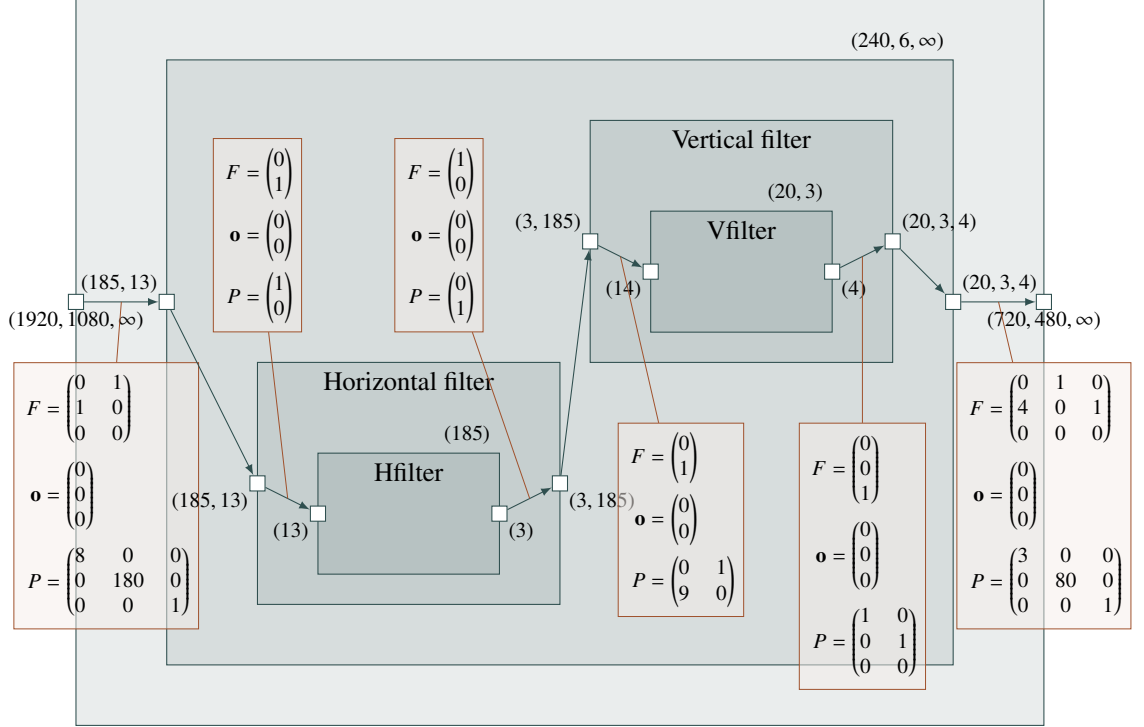 (240, 6, ∞)
Vertical filter
(20, 3)
Vfilter
(3, 185)
(20, 3, 4)
(14)
(4)
(185, 13)
(1920, 1080, ∞)
(20, 3, 4)
(720, 480, ∞)
F = (0
1)
o = (0
0)
P = (1
0)
F = (1
0)
o = (0
0)
P = (0
1)
Horizontal filter
(185)
Hfilter
(185, 13)
(13)
(3)
(3, 185)
F = (0 1
1 0
0 0)
o = (0
0
0)
P = (8 0 0
0 180 0
0 0 1)
F = (0
1)
o = (0
0)
P = (0 1
9 0)
F = (0
0
1)
o = (0
0
0)
P = (1 0
0 1
0 0)
F = (0 1 0
4 0 1
0 0 0)
o = (0
0
0)
P = (3 0 0
0 80 0
0 0 1)